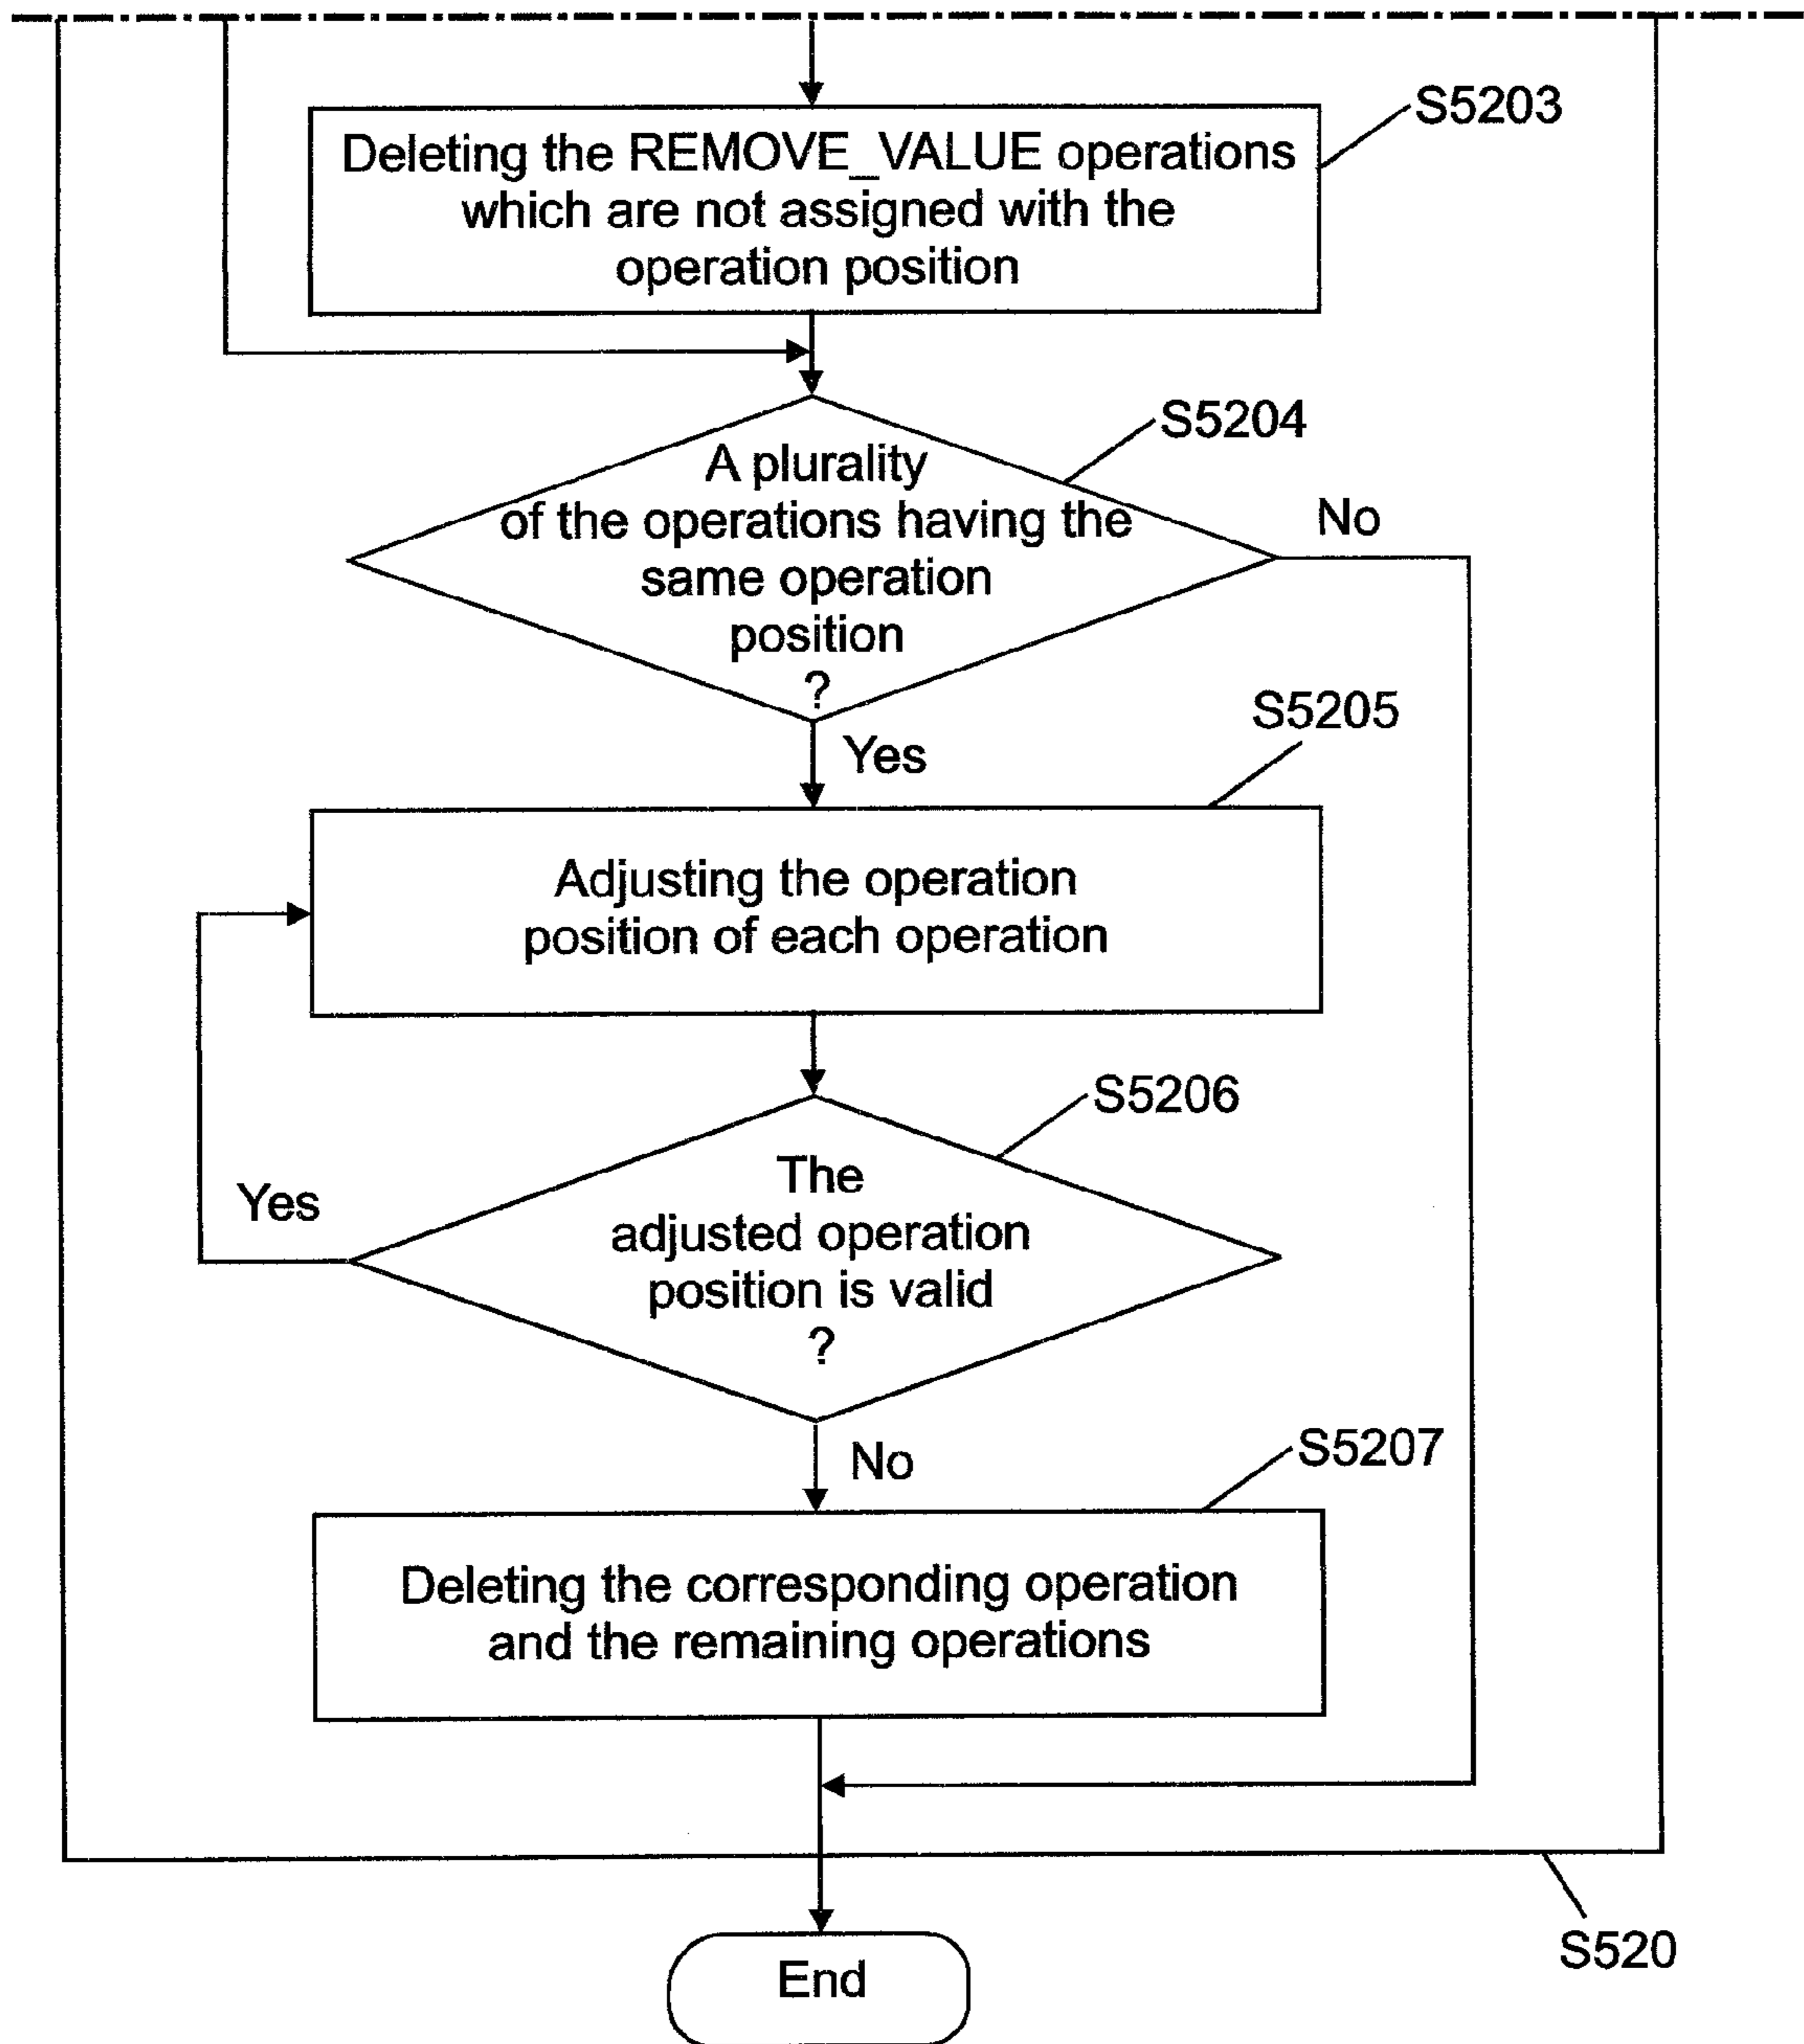 S5203
Deleting the REMOVE_VALUE operations
which are not assigned with the
operation position
S5204
A plurality
of the operations having the
same operation
position
?
No
Yes
S5205
Adjusting the operation
position of each operation
S5206
The
adjusted operation
position is valid
?
Yes
No
S5207
Deleting the corresponding operation
and the remaining operations
S520
End